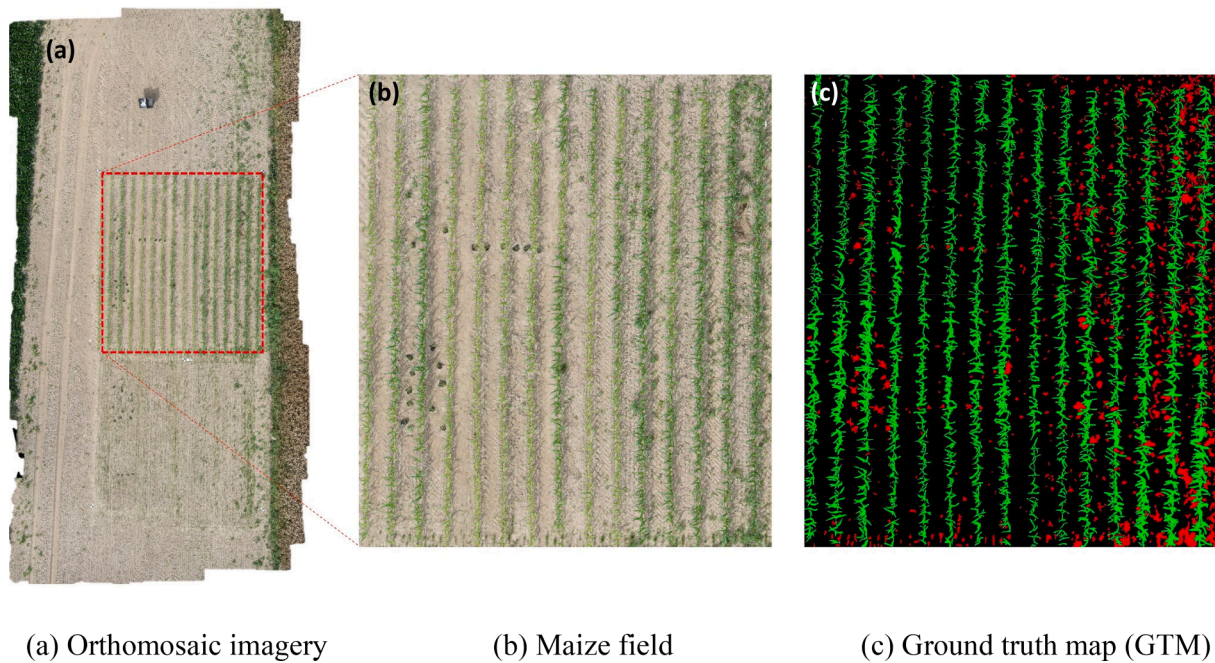 (a)
(b)
(c)
(a) Orthomosaic imagery
(b) Maize field
(c) Ground truth map (GTM)